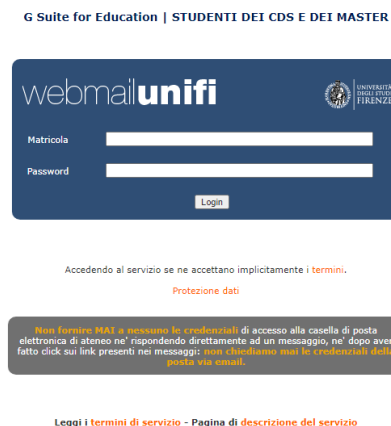 G Suite for Education | STUDENTI DEI CDS E DEI MASTER
webmailunifi
UNIVERSITÀ
DEGLI STUDI
FIRENZE
Matricola
Password
Login
Accedendo al servizio se ne accettano implicitamente i termini.
Protezione dati
Non fornire MAI a nessuno le credenziali di accesso alla casella di posta
elettronica di ateneo ne' rispondendo direttamente ad un messaggio, ne' dopo aver
fatto click sui link presenti nei messaggi: non chiediamo mai le credenziali della
posta via email.
Leggi i termini di servizio - Pagina di descrizione del servizio